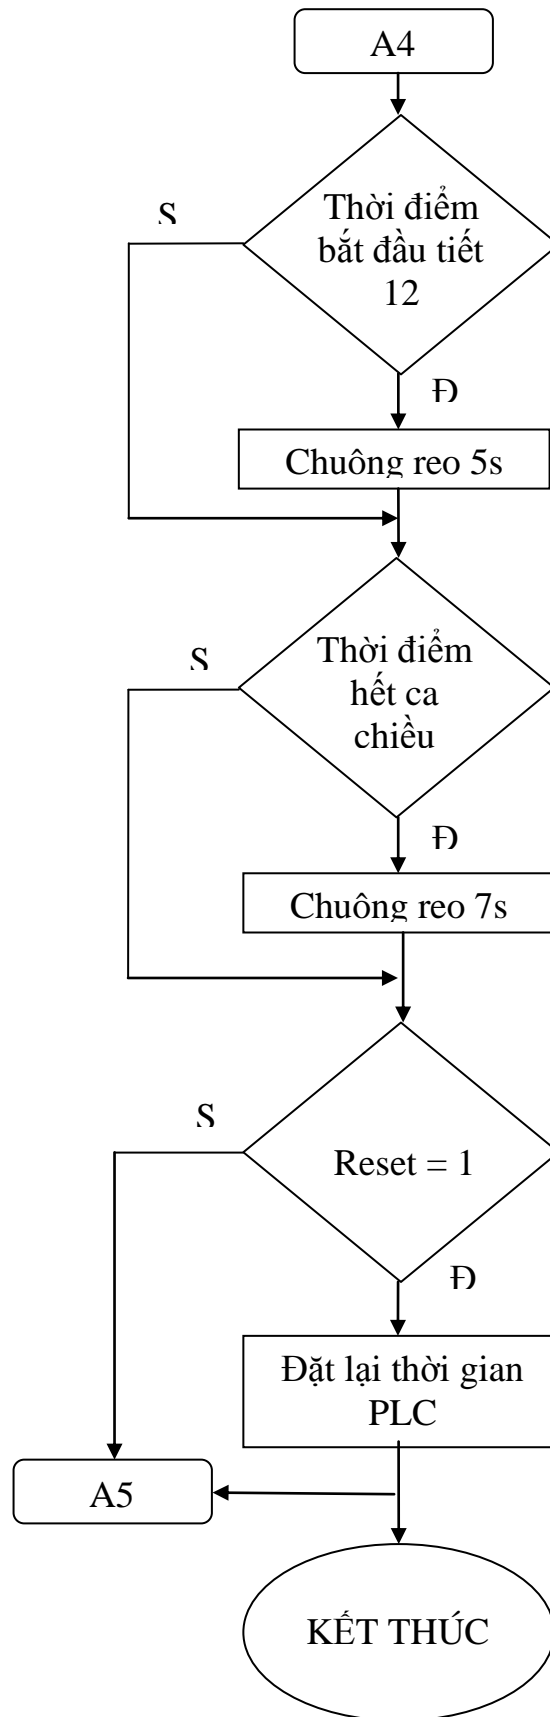 A4
S
Thời điểm
bắt đầu tiết
12
Đ
Chuông reo 5s
S
Thời điểm
hết ca
chiều
Đ
Chuông reo 7s
S
Reset = 1
Đ
Đặt lại thời gian
PLC
A5
KẾT THÚC